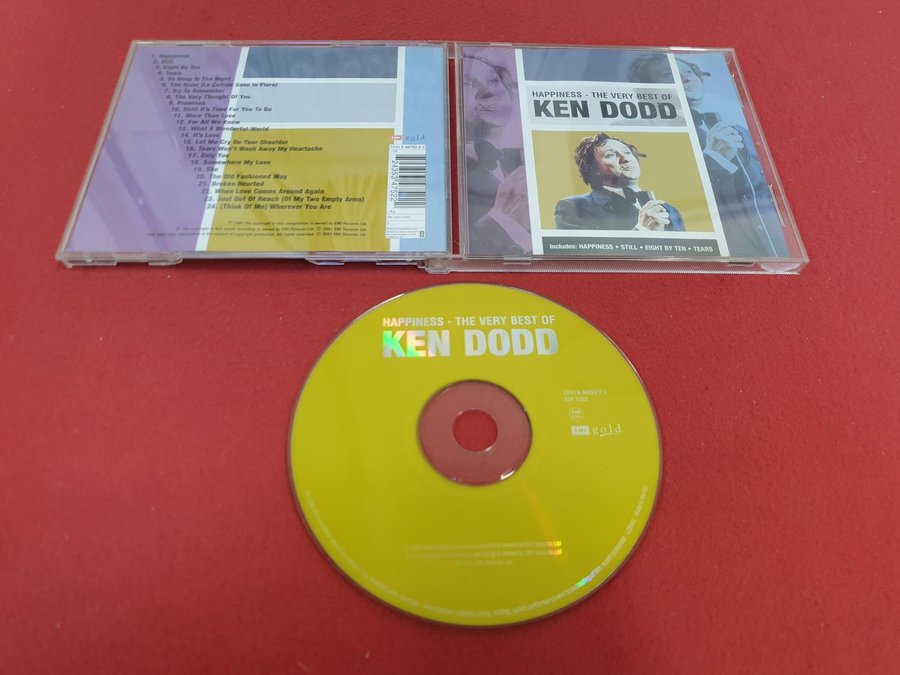 1. Happiness
2. Still
3. Eight By Ten
4. Tears
5. So Deep Is The Night
6. The River (Le Colline Sono In Fiore)
7. Try To Remember
8. The Very Thought Of You
9. Promises
10. Until It's Time For You To Go
11. More Than Love
12. For All We Know
13. What A Wonderful World
14. It's Love
15. Let Me Cry On Your Shoulder
16. Tears Won't Wash Away My Heartache
17. Only You
18. Somewhere My Love
19. She
20. The Old Fashioned Way
21. Broken Hearted
22. When Love Comes Around Again
23. Just Out Of Reach (Of My Two Empty Arms)
24. (Think Of Me) Wherever You Are
EMI gold
HAPPINESS - THE VERY BEST OF
KEN DODD
Includes: HAPPINESS • STILL • EIGHT BY TEN • TEARS
HAPPINESS - THE VERY BEST OF
KEN DODD
EMI gold